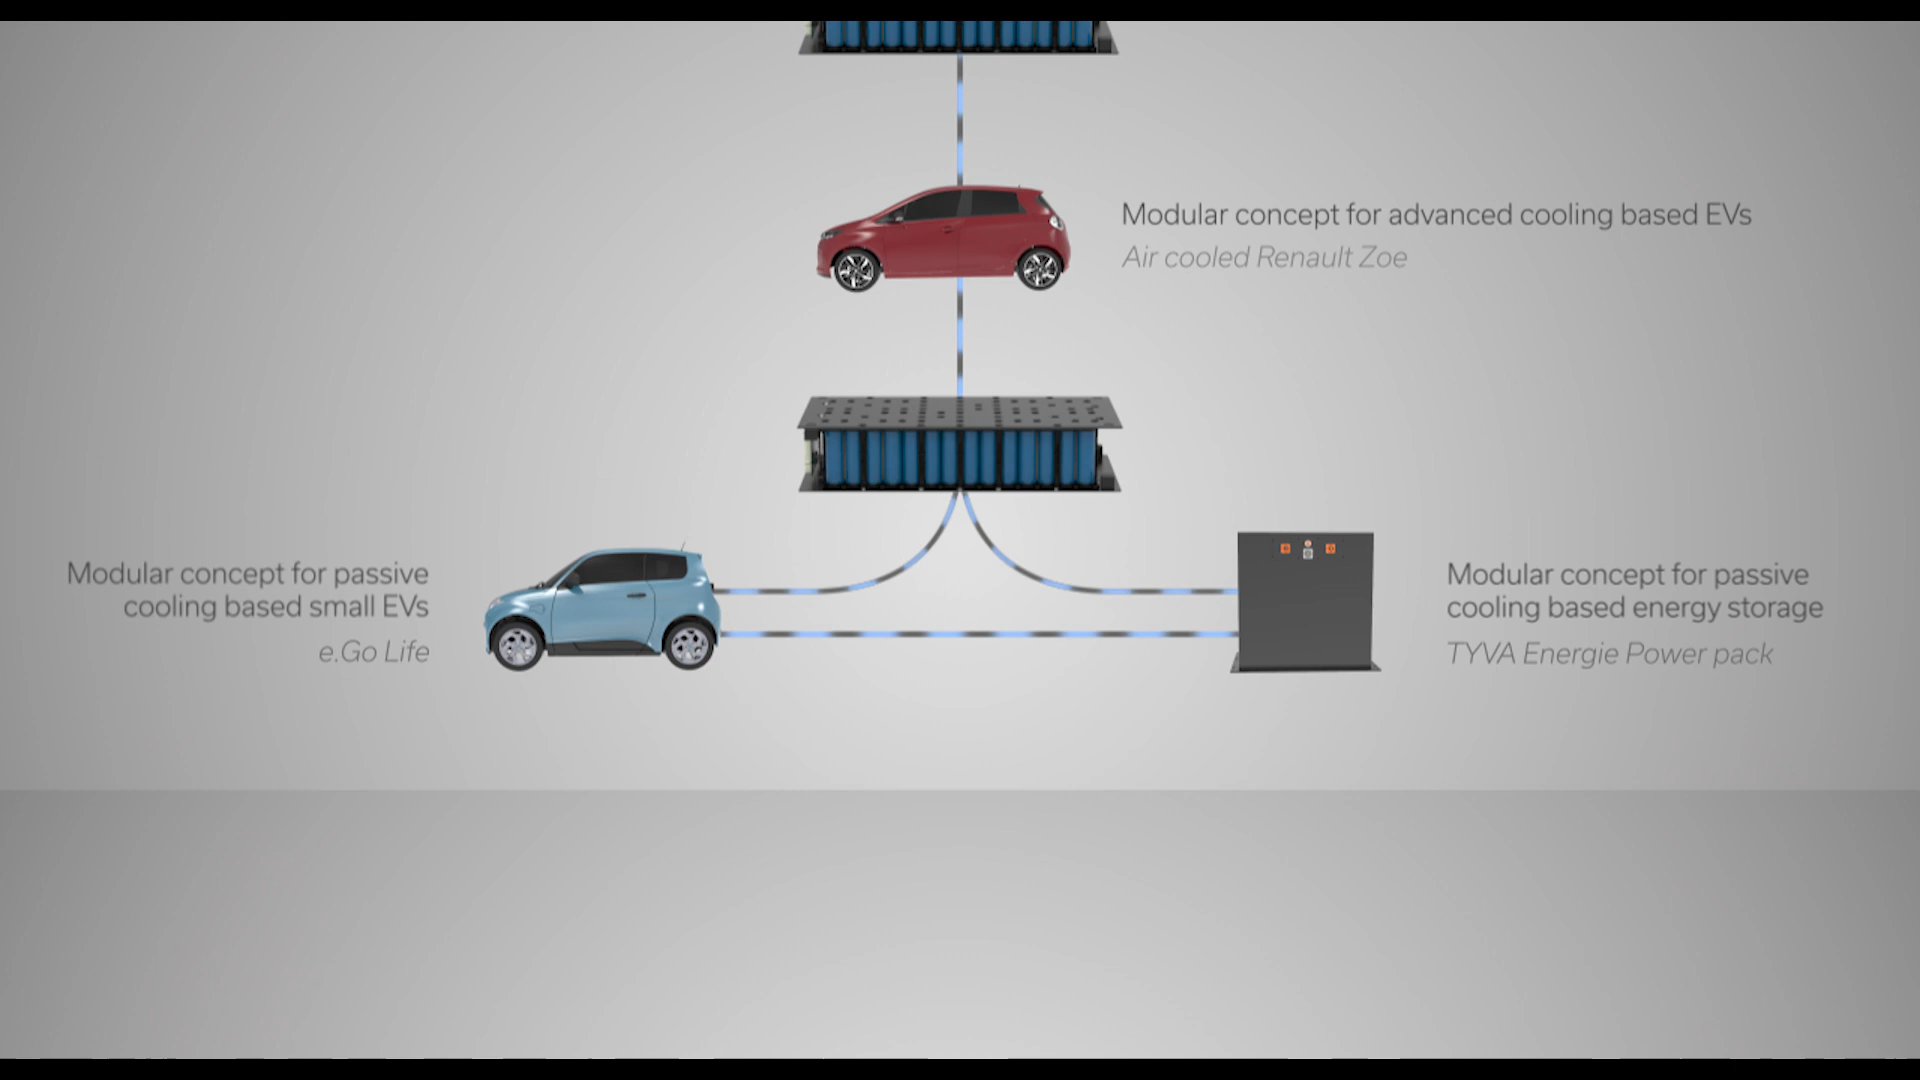 Modular concept for advanced cooling based EVs
Air cooled Renault Zoe
Modular concept for passive
cooling based small EVs
e.Go Life
Modular concept for passive
cooling based energy storage
TYVA Energie Power pack